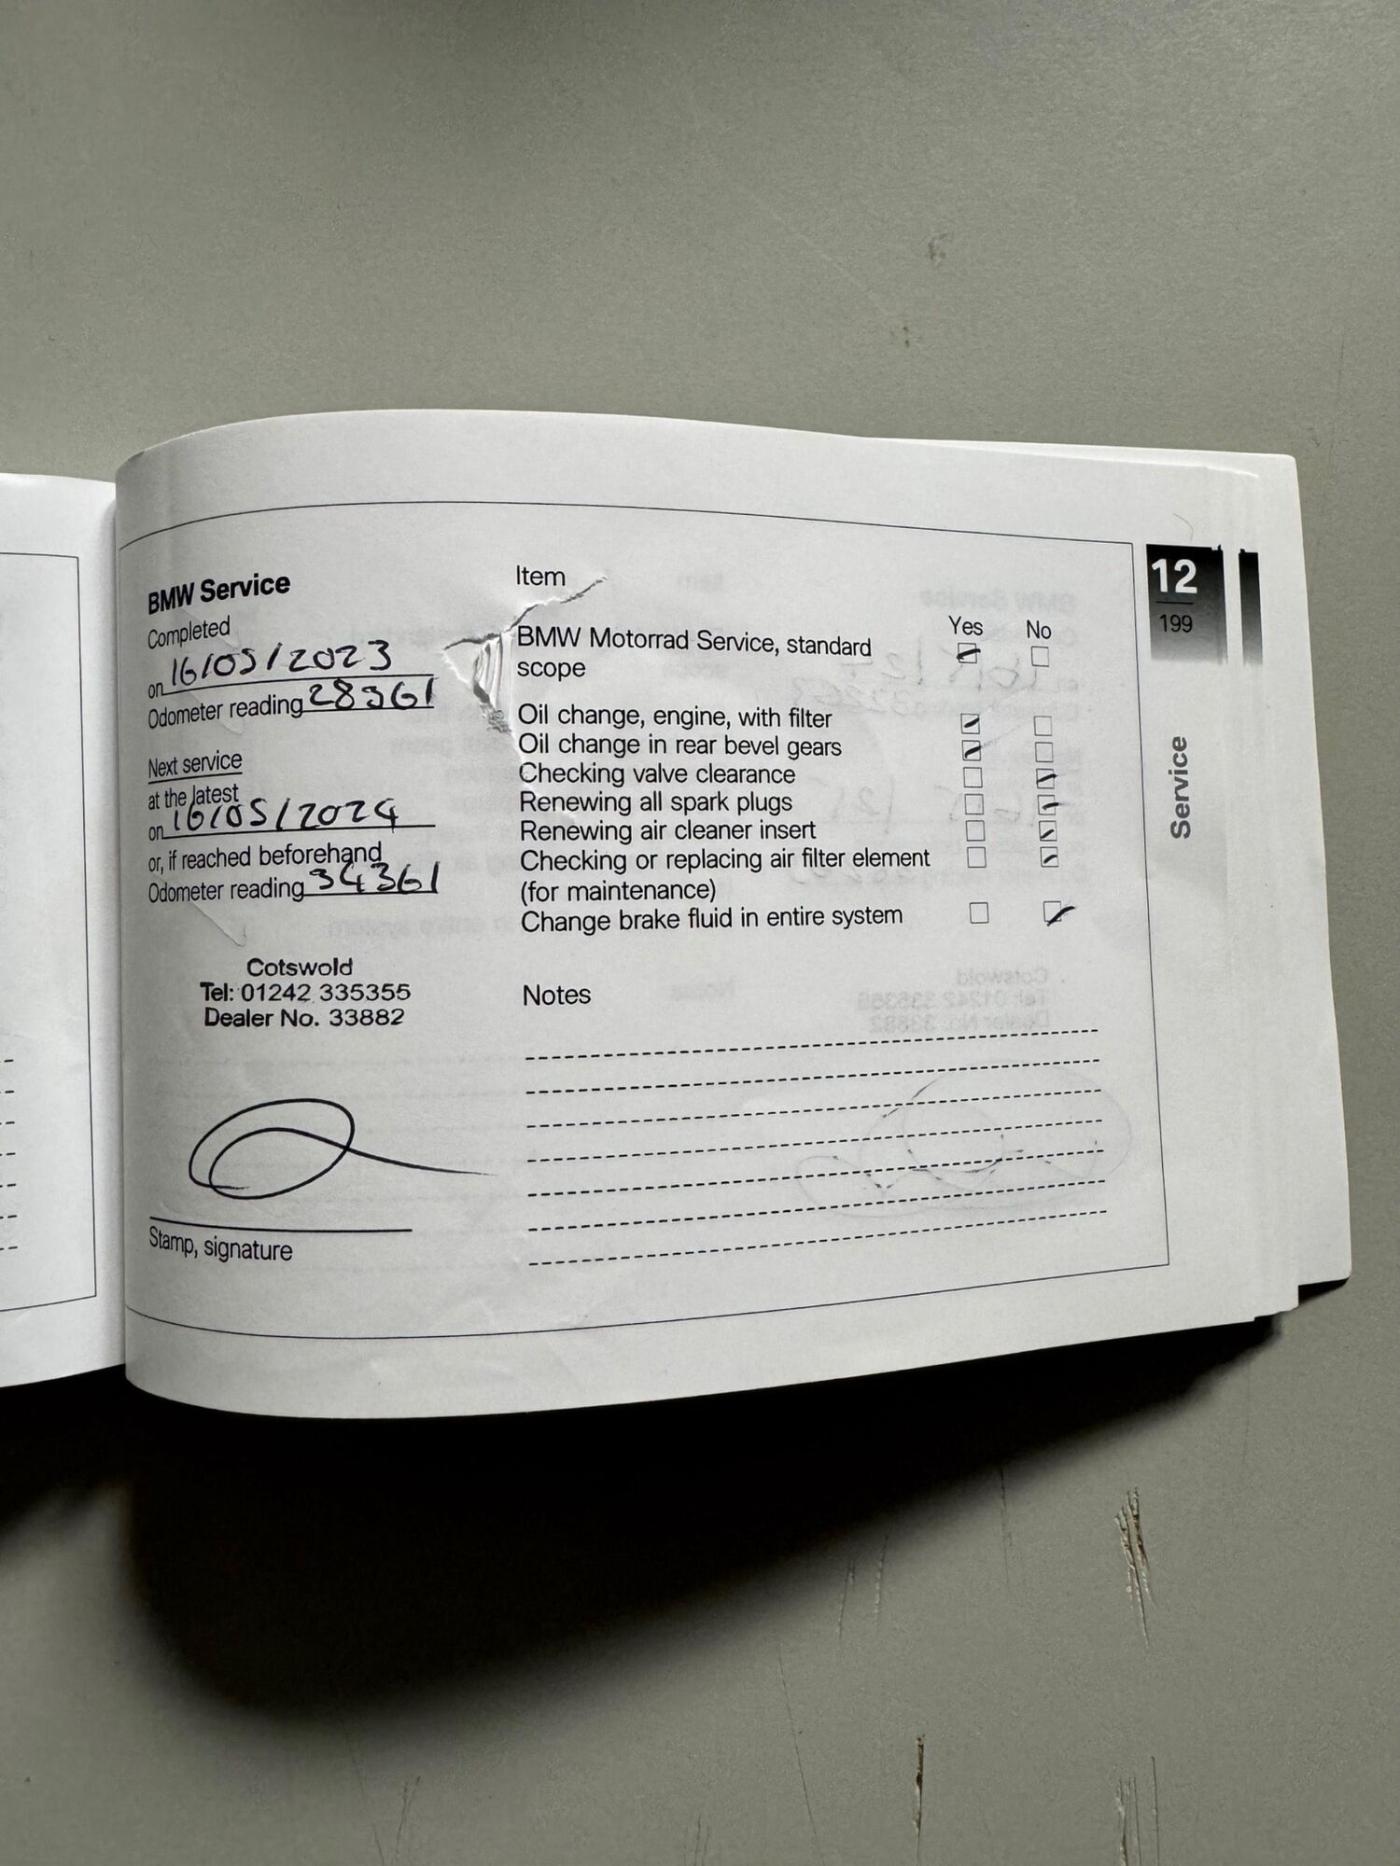 BMW Service
Completed
on 16/05/2023
Odometer reading 28361
Next service
at the latest
on 16/05/2024
or, if reached beforehand
Odometer reading 34361
Cotswold
Tel: 01242 335355
Dealer No. 33882
Stamp, signature
Item
Yes No
BMW Motorrad Service, standard
scope
Oil change, engine, with filter
Oil change in rear bevel gears
Checking valve clearance
Renewing all spark plugs
Renewing air cleaner insert
Checking or replacing air filter element
(for maintenance)
Change brake fluid in entire system
Notes
12
199
Service